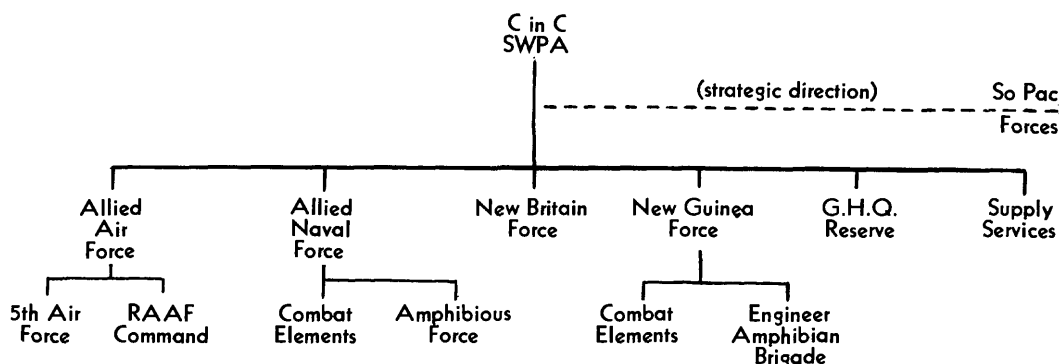 C in C
SWPA
(strategic direction)
So Pac
Forces
Allied
Air
Force
Allied
Naval
Force
New Britain
Force
New Guinea
Force
G.H.Q.
Reserve
Supply
Services
5th Air
Force
RAAF
Command
Combat
Elements
Amphibious
Force
Combat
Elements
Engineer
Amphibian
Brigade